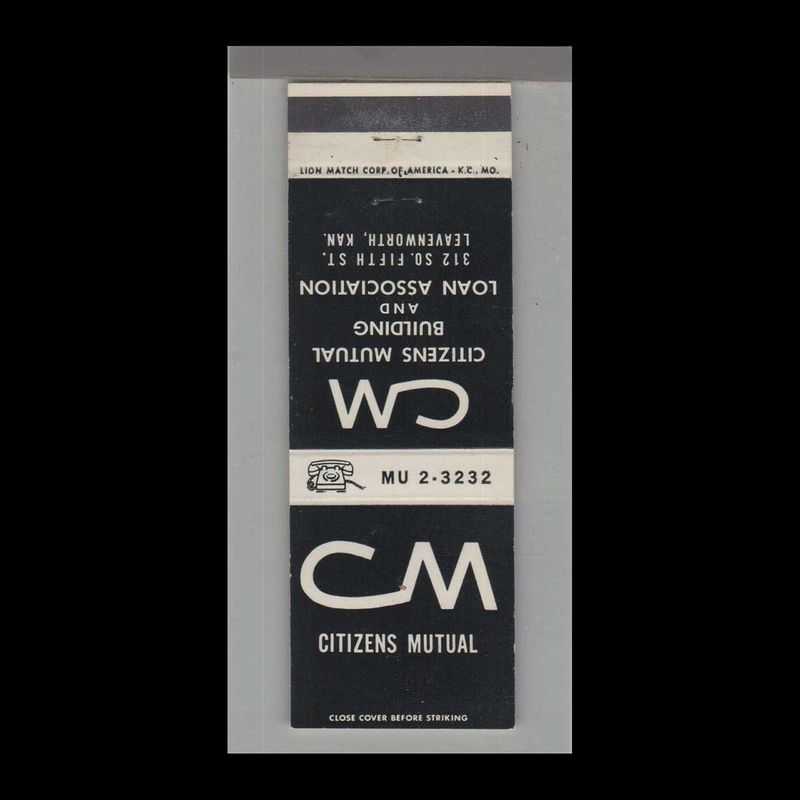 LION MATCH CORP. OF AMERICA - K.C., MO.
CM
CITIZENS MUTUAL
BUILDING
AND
LOAN ASSOCIATION
312 SO. FIFTH ST.
LEAVENWORTH, KAN.
MU 2-3232
CM
CITIZENS MUTUAL
CLOSE COVER BEFORE STRIKING